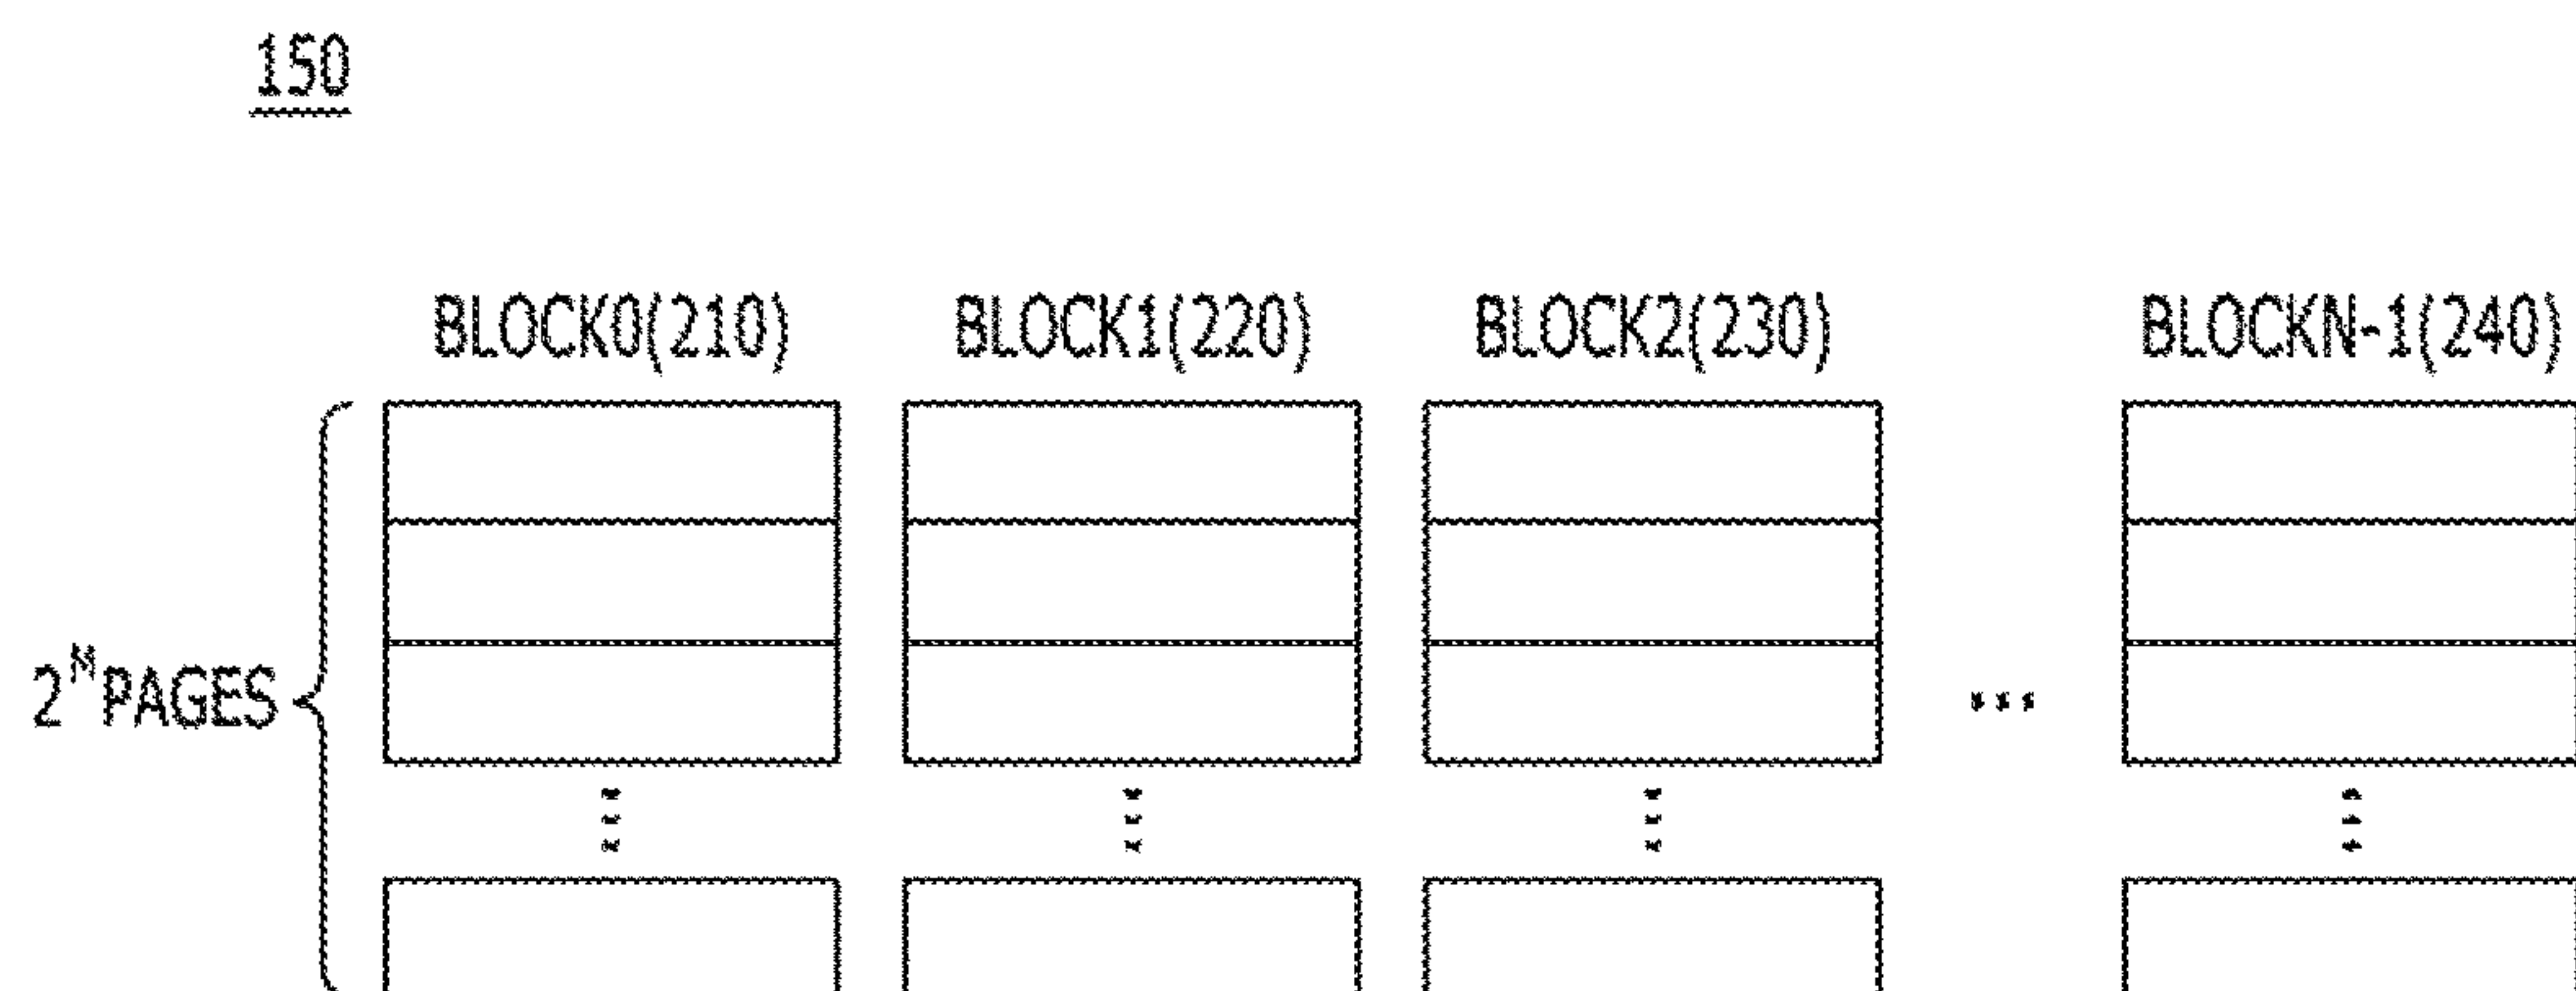 150
BLOCK0(210) BLOCK1(220) BLOCK2(230) BLOCKN-1(240)
2^M PAGES
...